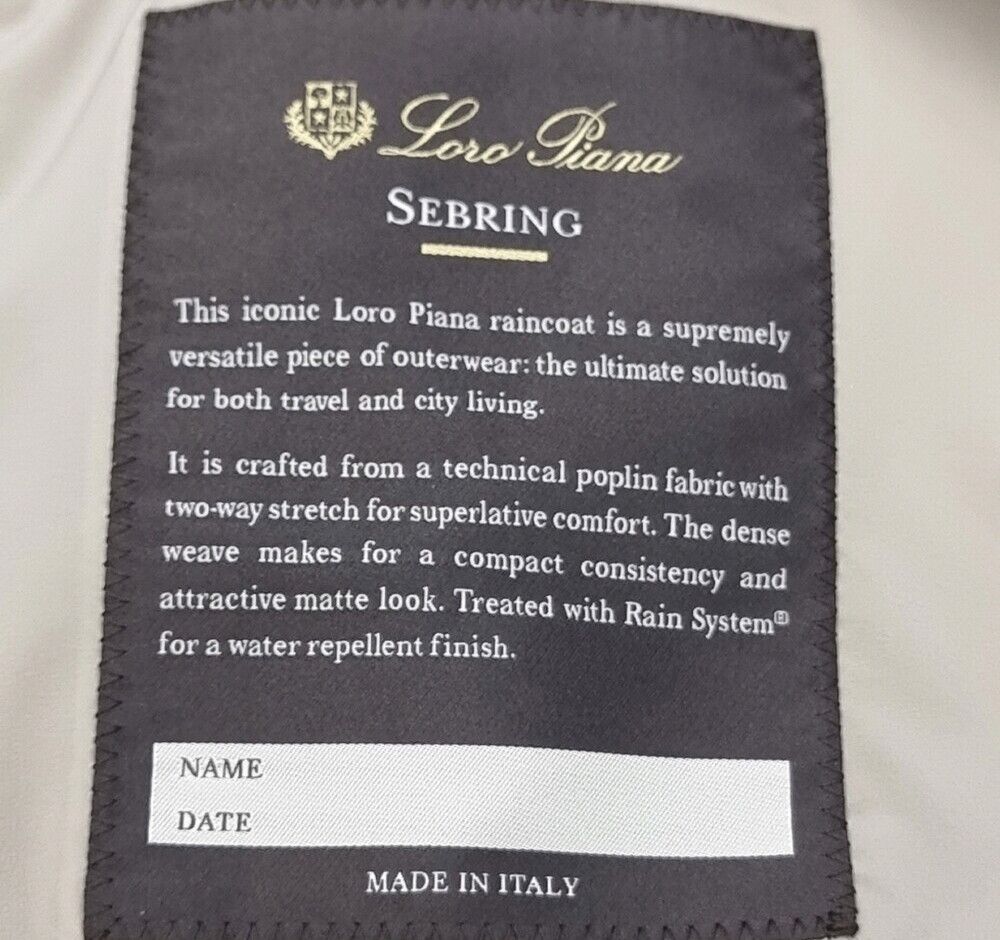 Loro Piana
SEBRING
This iconic Loro Piana raincoat is a supremely
versatile piece of outerwear: the ultimate solution
for both travel and city living.
It is crafted from a technical poplin fabric with
two-way stretch for superlative comfort. The dense
weave makes for a compact consistency and
attractive matte look. Treated with Rain System®
for a water repellent finish.
NAME
DATE
MADE IN ITALY